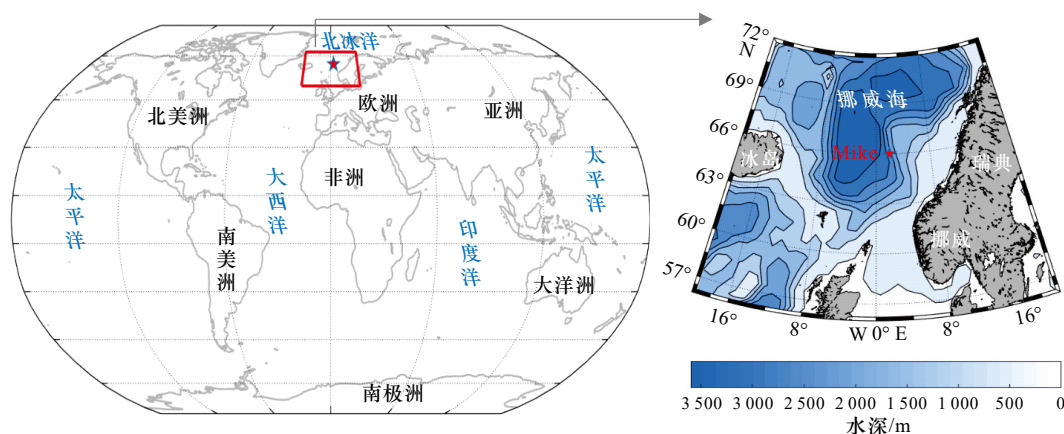 北冰洋
北美洲
欧洲
亚洲
太平洋
大西洋
非洲
太平洋
印度洋
南美洲
大洋洲
南极洲
72°
N
69°
66°
63°
60°
57°
挪威海
Mike
冰岛
瑞典
挪威
16°
8°
W 0° E
8°
16°
3 500 3 000 2 500 2 000 1 500 1 000 500 0
水深/m